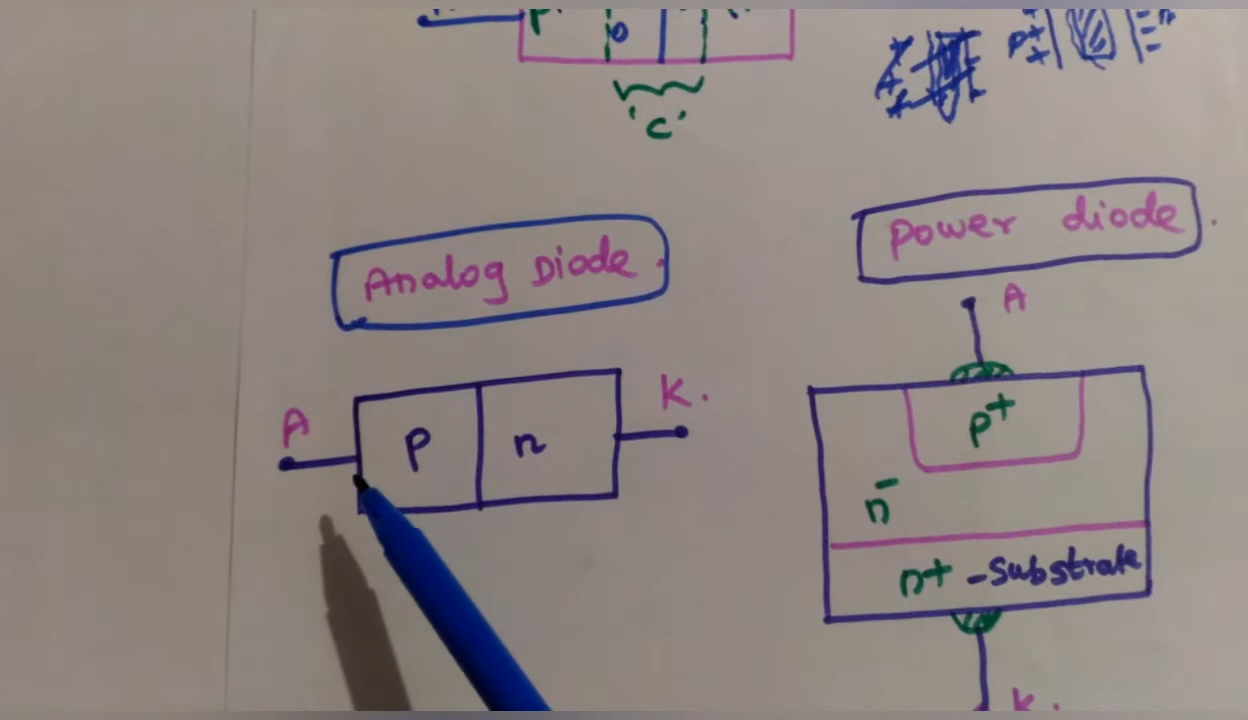 P
'C'
P
n
Analog Diode.
Power diode
A
A
K.
P
n
P+
n-
n+ -Substrate
K.